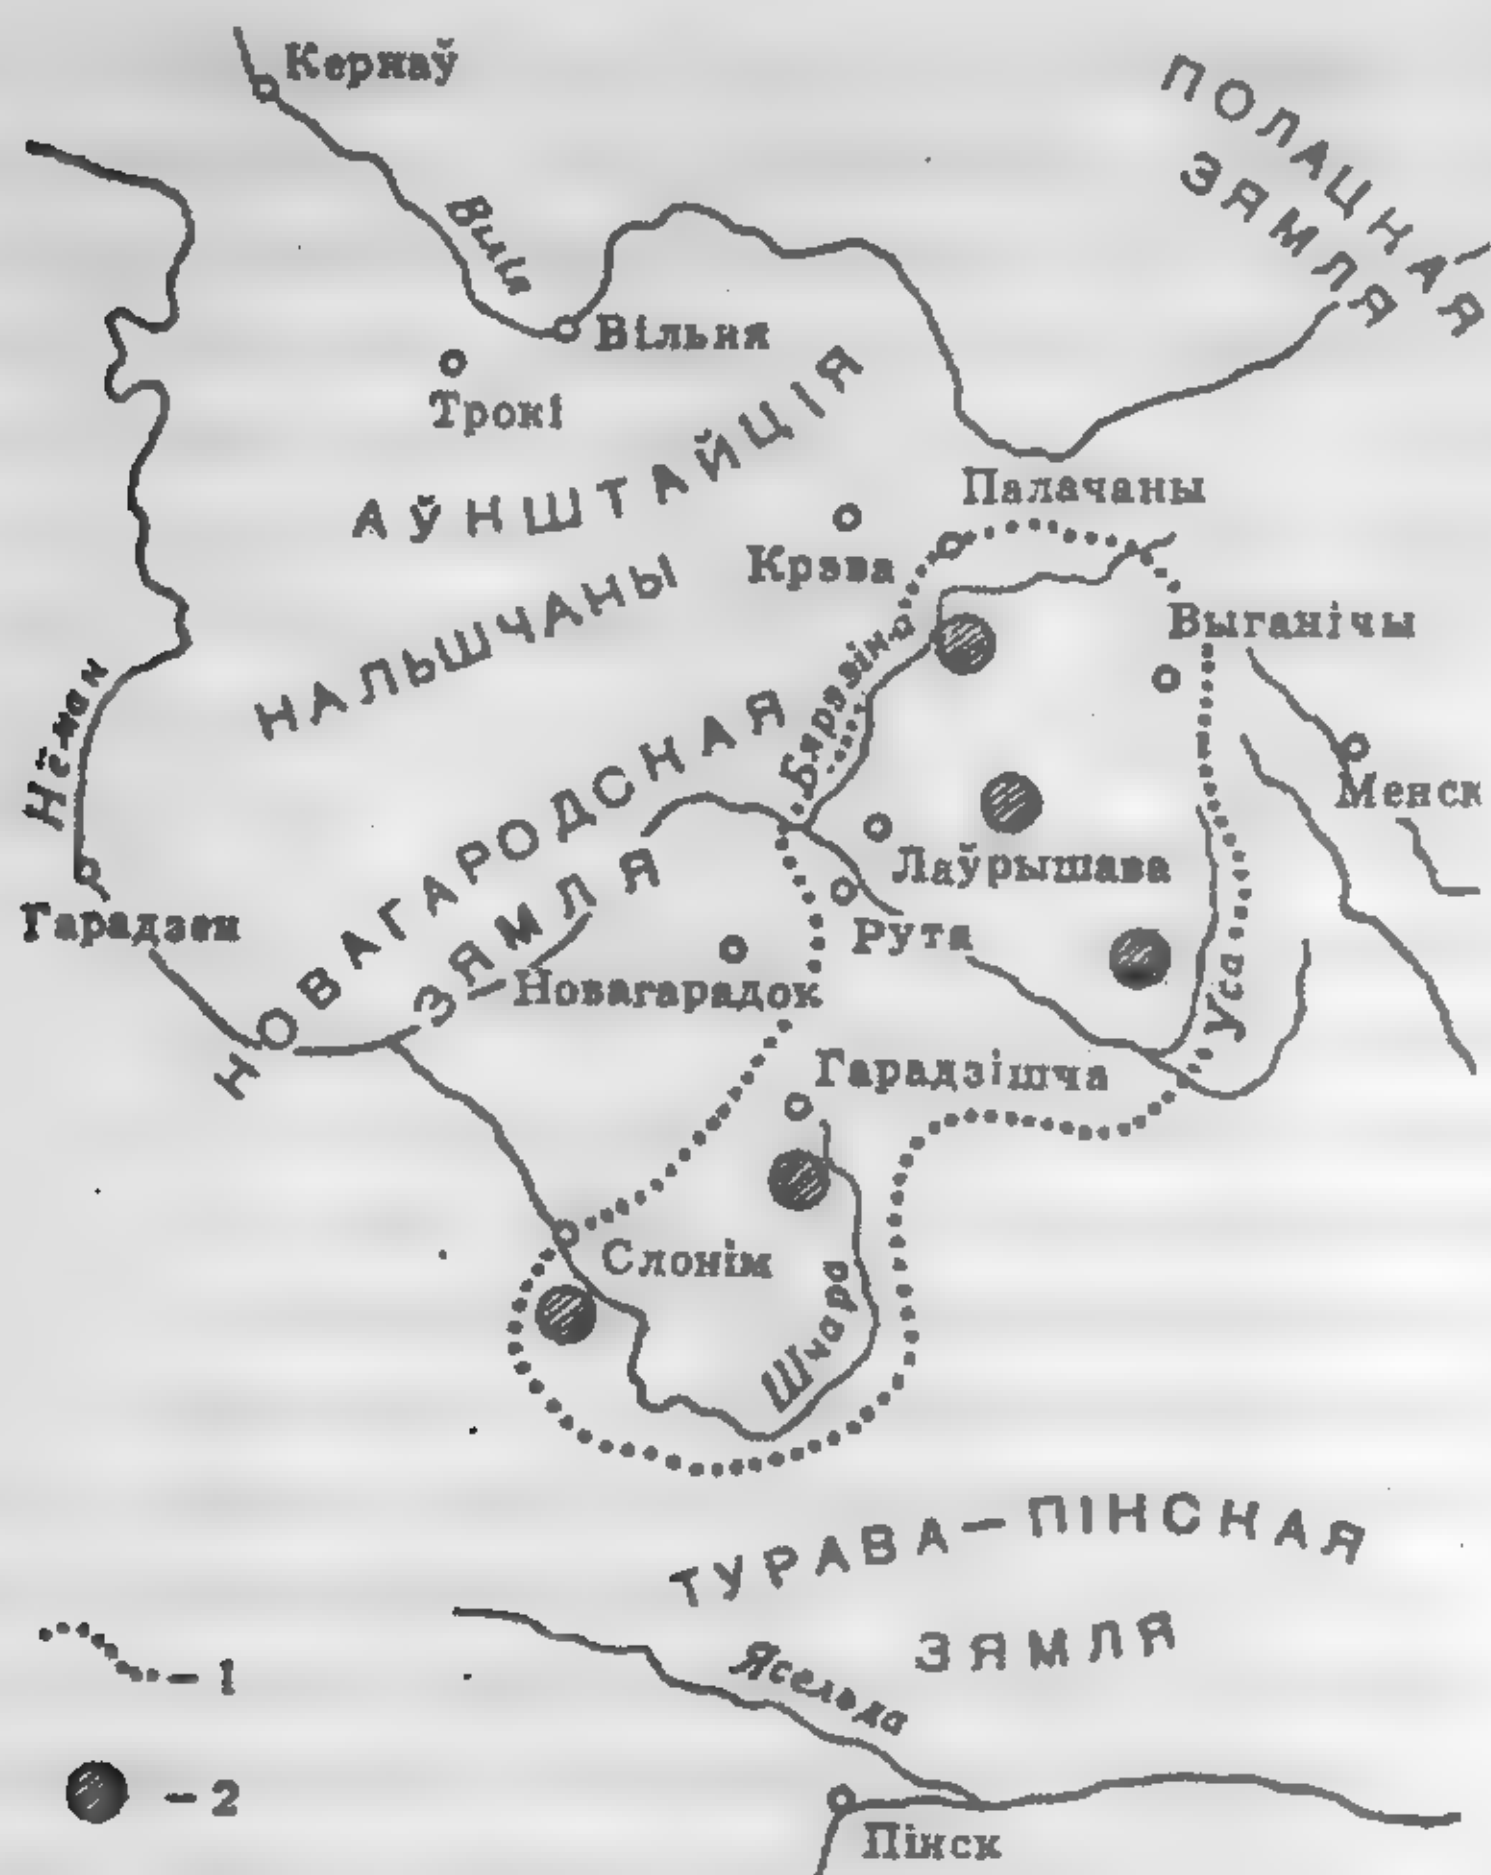 Кернаў
ПОЛАЦКАЯ
ЗЯМЛЯ
Вілія
Вільня
Трокі
АЎКШТАЙЦІЯ
Палачаны
Крэва
НАЛЬШЧАНЫ
Выганічы
Бярэзіна
Нёман
НОВАГАРОДСКАЯ
ЗЯМЛЯ
Менск
Лаўрышава
Гарадзен
Рута
Новагарадок
Уса
Гарадзішча
Слонім
Шчара
ТУРАВА–ПІНСКАЯ
ЗЯМЛЯ
Ясельда
– 1
– 2
Пінск